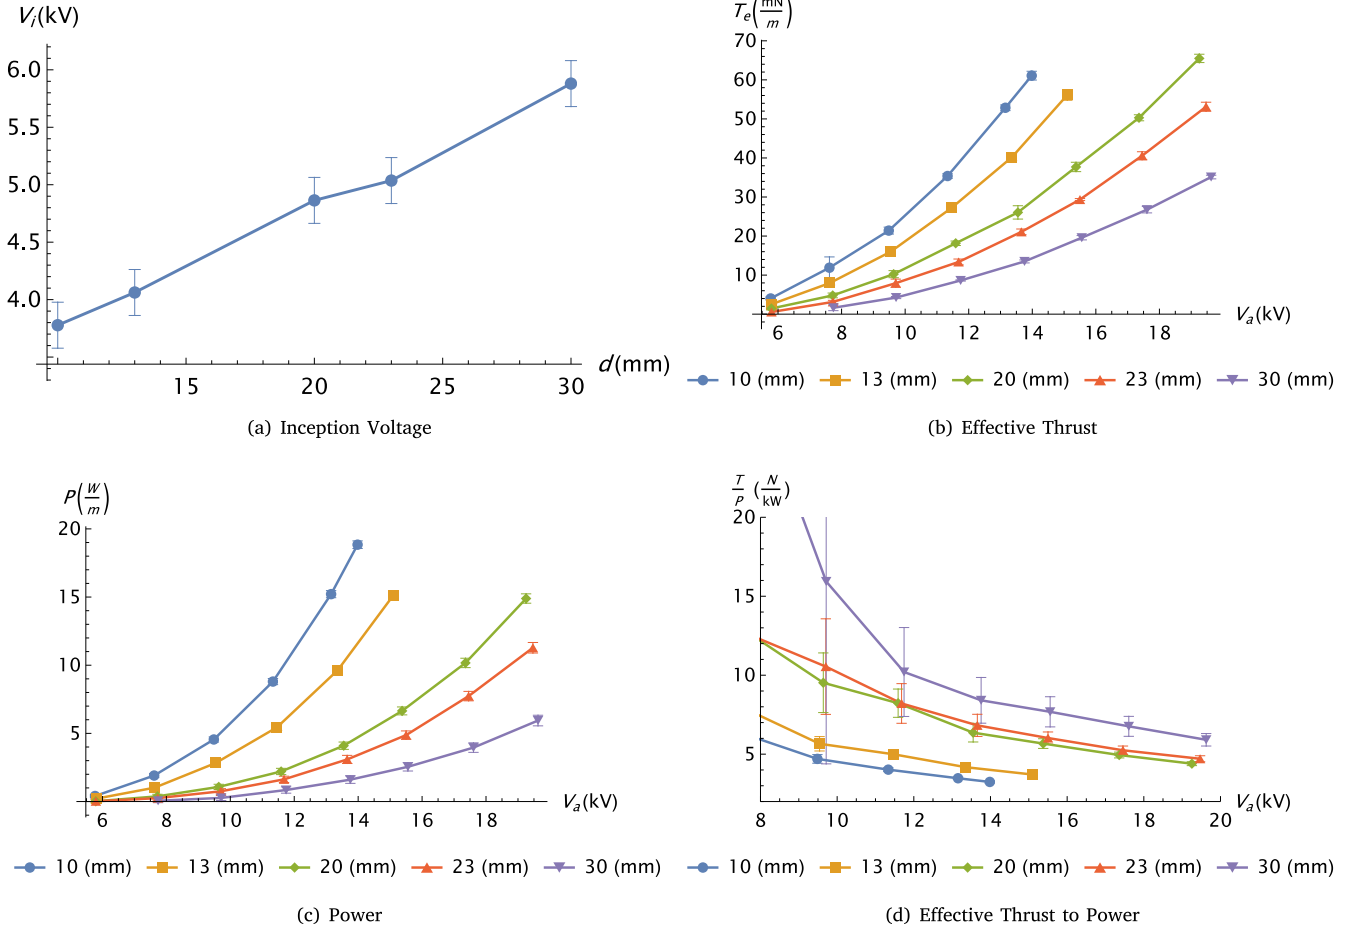 V_i(kV)
6.0
5.5
5.0
4.5
4.0
15 20 25 30
d(mm)
(a) Inception Voltage
T_e(mN/m)
70
60
50
40
30
20
10
6 8 10 12 14 16 18
V_a(kV)
10 (mm) 13 (mm) 20 (mm) 23 (mm) 30 (mm)
(b) Effective Thrust
P(W/m)
20
15
10
5
6 8 10 12 14 16 18
V_a(kV)
10 (mm) 13 (mm) 20 (mm) 23 (mm) 30 (mm)
(c) Power
T/P (N/kW)
20
15
10
5
8 10 12 14 16 18 20
V_a(kV)
10 (mm) 13 (mm) 20 (mm) 23 (mm) 30 (mm)
(d) Effective Thrust to Power